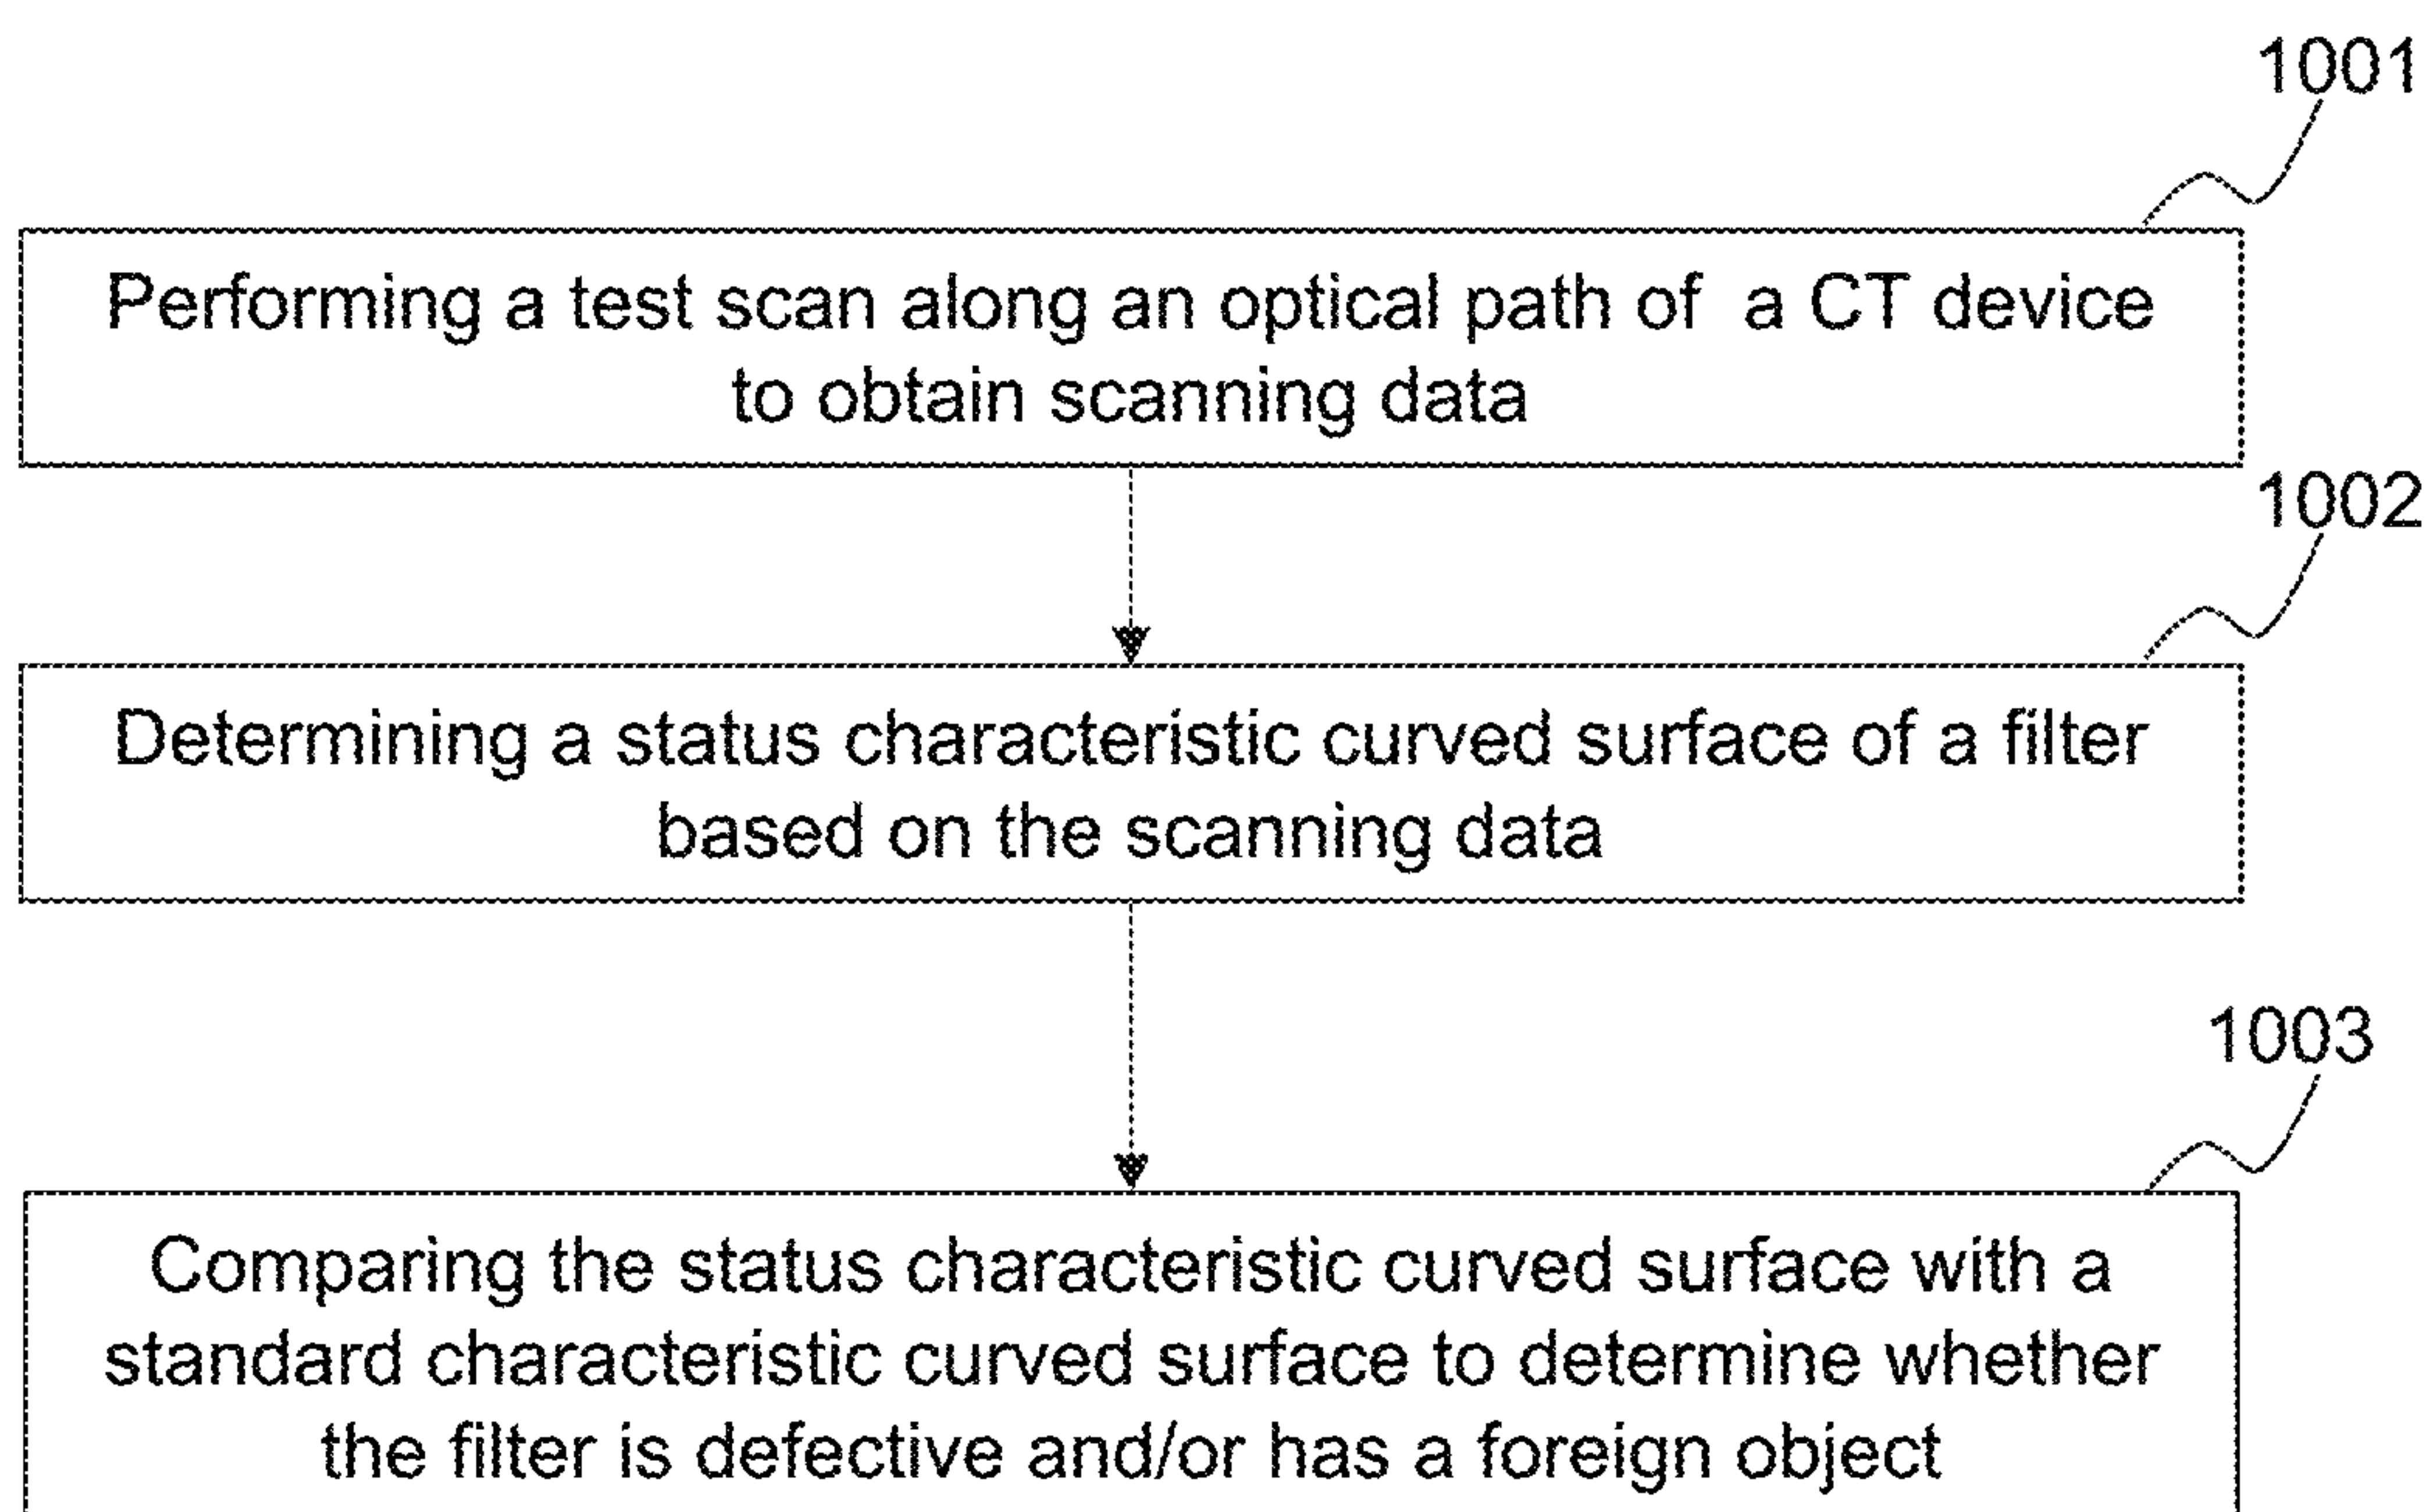 1001
Performing a test scan along an optical path of a CT device
to obtain scanning data
1002
Determining a status characteristic curved surface of a filter
based on the scanning data
1003
Comparing the status characteristic curved surface with a
standard characteristic curved surface to determine whether
the filter is defective and/or has a foreign object